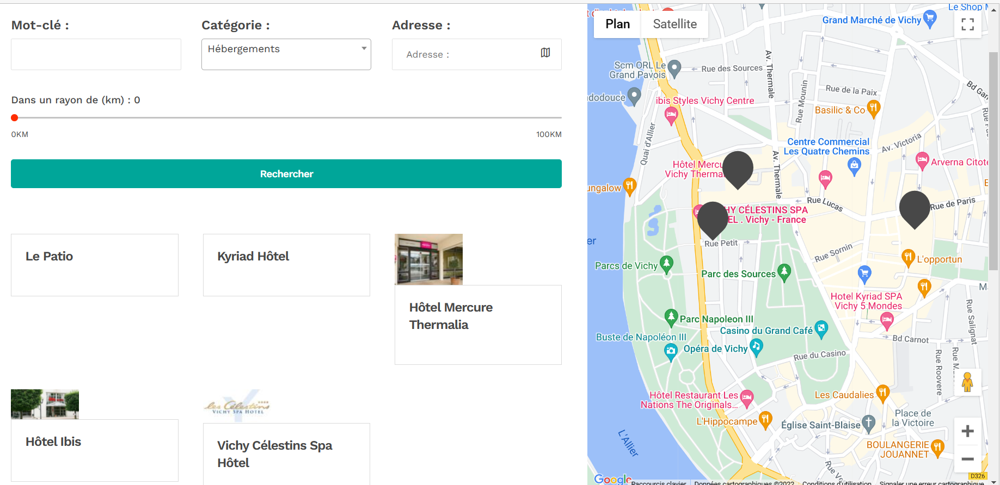 Mot-clé :
Catégorie :
Adresse :
Hébergements
Adresse :
Dans un rayon de (km) : 0
0KM
100KM
Rechercher
Le Patio
Kyriad Hôtel
Hôtel Mercure
Thermalia
Hôtel Ibis
les Célestins
VICHY SPA HOTEL
Vichy Célestins Spa
Hôtel
Plan
Satellite
Le Shop
Grand Marché de Vichy
Scm ORL Le
Grand Pavois
Rue des Sources
Av. Thermale
Rue Mounin
Rue de la Paix
Bd Gam
ndodouce
ibis Styles Vichy Centre
Basilic & Co
Quai d'Allier
Centre Commercial
Les Quatre Chemins
Av. Victoria
Av. Thermale
Hôtel Mercu
Vichy Therma
Arverna Citote
ungalow
Rue Lucas
Rue de Paris
HY CÉLESTINS SPA
EL . Vichy - France
er
Rue Petit
Rue Sornin
L'opportun
Parcs de Vichy
Parc des Sources
Hotel Kyriad SPA
Vichy 5 Mondes
Rue Salignat
Parc Napoleon III
Casino du Grand Café
Buste de Napoléon III
Opéra de Vichy
Bd Carnot
Rue du Casino
Rue Roovere
Hôtel Restaurant Les
Nations The Originals...
Les Caudalies
L'Hippocampe
Église Saint-Blaise
Place de
la Victoire
L'Allier
BOULANGERIE
JOUANNET
D326
Google
Raccourcis clavier
Données cartographiques ©2022
Conditions d'utilisation
Signaler une erreur cartographique